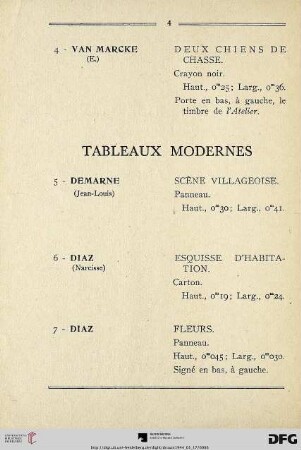 4
4 - VAN MARCKE
(E.)
DEUX CHIENS DE
CHASSE.
Crayon noir.
Haut., 0m25; Larg., 0m36.
Porte en bas, à gauche, le
timbre de l'Atelier.
TABLEAUX MODERNES
5 - DEMARNE
(Jean-Louis)
SCÈNE VILLAGEOISE.
Panneau.
Haut., 0m30; Larg., 0m41.
6 - DIAZ
(Narcisse)
ESQUISSE D'HABITA-
TION.
Carton.
Haut., 0m19; Larg., 0m24.
7 - DIAZ
FLEURS.
Panneau.
Haut., 0m045; Larg., 0m030.
Signé en bas, à gauche.
DFG